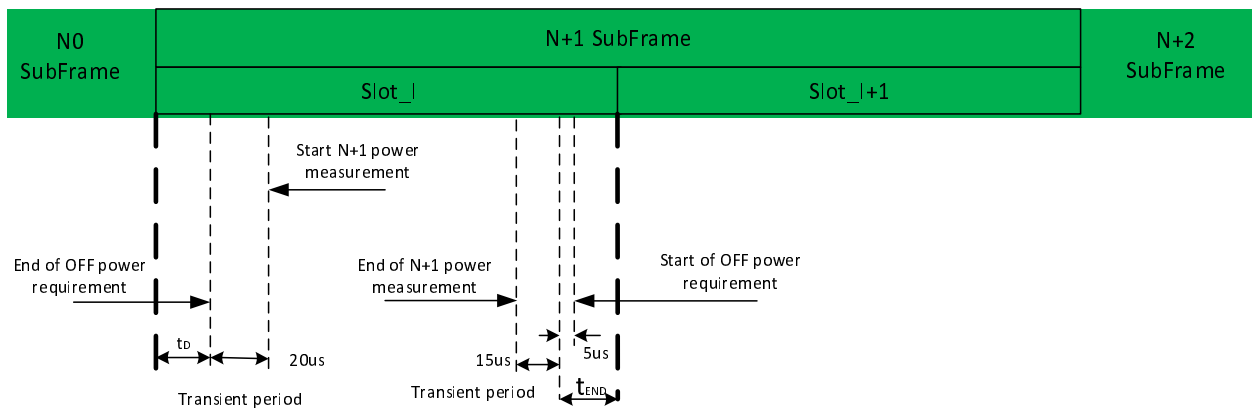 N0
SubFrame
N+1 SubFrame
N+2
SubFrame
Slot_I
Slot_I+1
Start N+1 power
measurement
End of OFF power
requirement
End of N+1 power
measurement
Start of OFF power
requirement
tD
20us
15us
5us
Transient period
Transient period
tEND